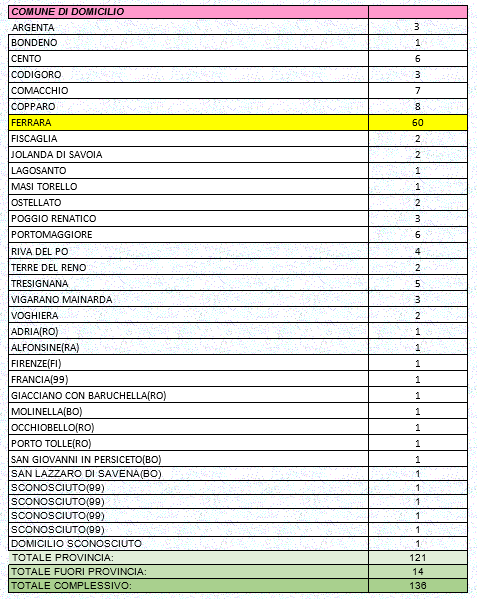 COMUNE DI DOMICILIO
ARGENTA 3
BONDENO 1
CENTO 6
CODIGORO 3
COMACCHIO 7
COPPARO 8
FERRARA 60
FISCAGLIA 2
JOLANDA DI SAVOIA 2
LAGOSANTO 1
MASI TORELLO 1
OSTELLATO 2
POGGIO RENATICO 3
PORTOMAGGIORE 6
RIVA DEL PO 4
TERRE DEL RENO 2
TRESIGNANA 5
VIGARANO MAINARDA 3
VOGHIERA 2
ADRIA(RO) 1
ALFONSINE(RA) 1
FIRENZE(FI) 1
FRANCIA(99) 1
GIACCIANO CON BARUCHELLA(RO) 1
MOLINELLA(BO) 1
OCCHIOBELLO(RO) 1
PORTO TOLLE(RO) 1
SAN GIOVANNI IN PERSICETO(BO) 1
SAN LAZZARO DI SAVENA(BO) 1
SCONOSCIUTO(99) 1
SCONOSCIUTO(99) 1
SCONOSCIUTO(99) 1
SCONOSCIUTO(99) 1
DOMICILIO SCONOSCIUTO 1
TOTALE PROVINCIA: 121
TOTALE FUORI PROVINCIA: 14
TOTALE COMPLESSIVO: 136